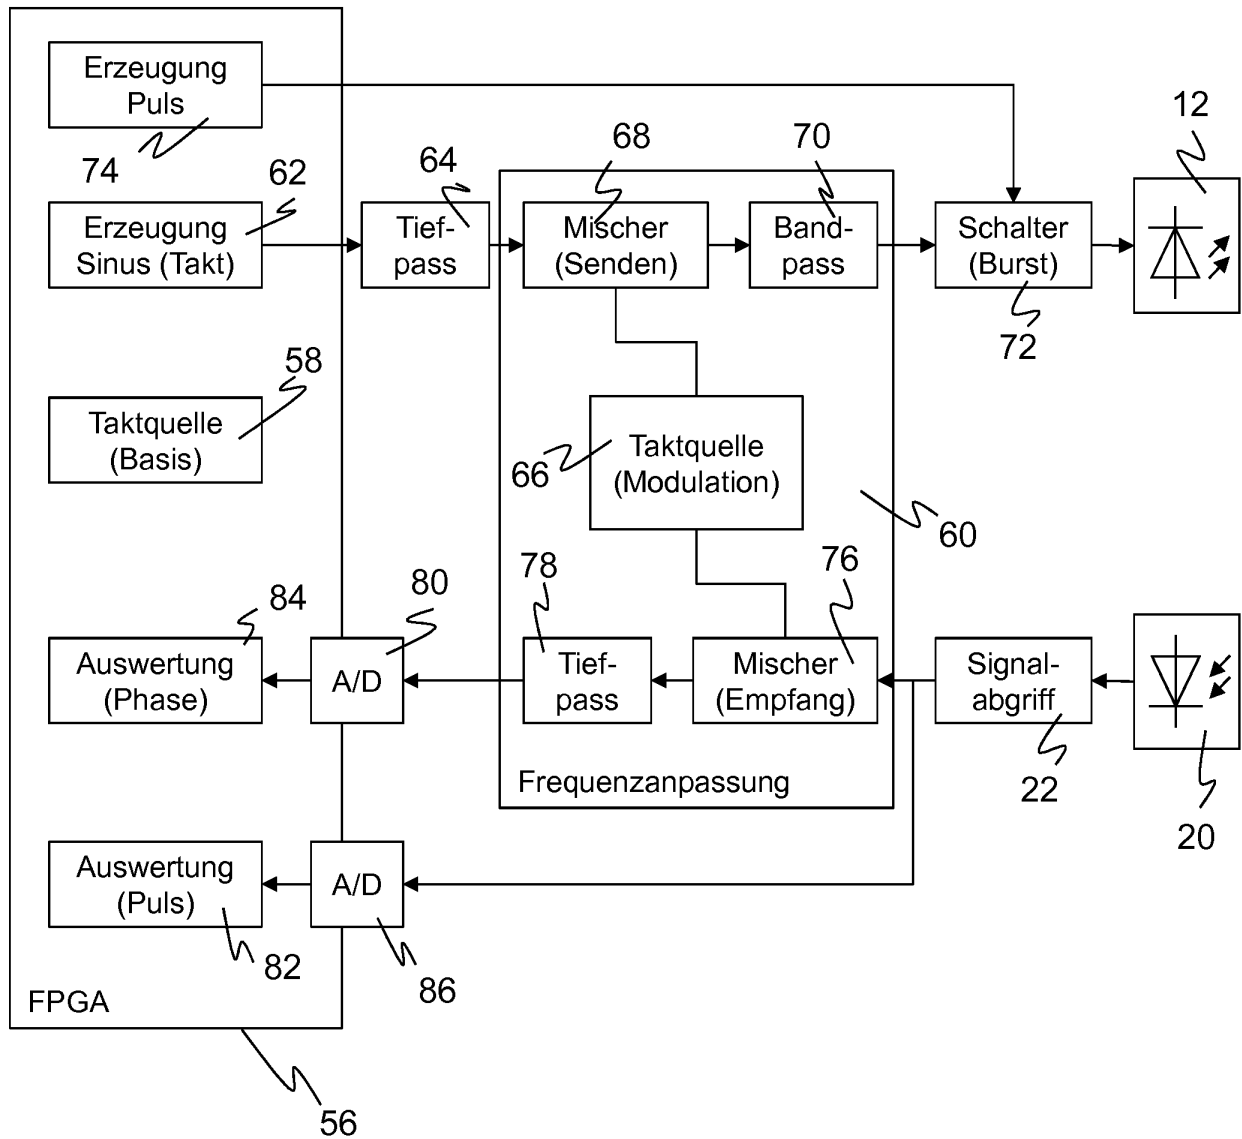 Erzeugung
Puls
74
62
Erzeugung
Sinus (Takt)
64
Tief-
pass
68
Mischer
(Senden)
70
Band-
pass
Schalter
(Burst)
72
12
58
Taktquelle
(Basis)
66
Taktquelle
(Modulation)
60
84
Auswertung
(Phase)
80
A/D
78
Tief-
pass
76
Mischer
(Empfang)
Signal-
abgriff
22
20
Frequenzanpassung
Auswertung
(Puls)
82
A/D
86
FPGA
56